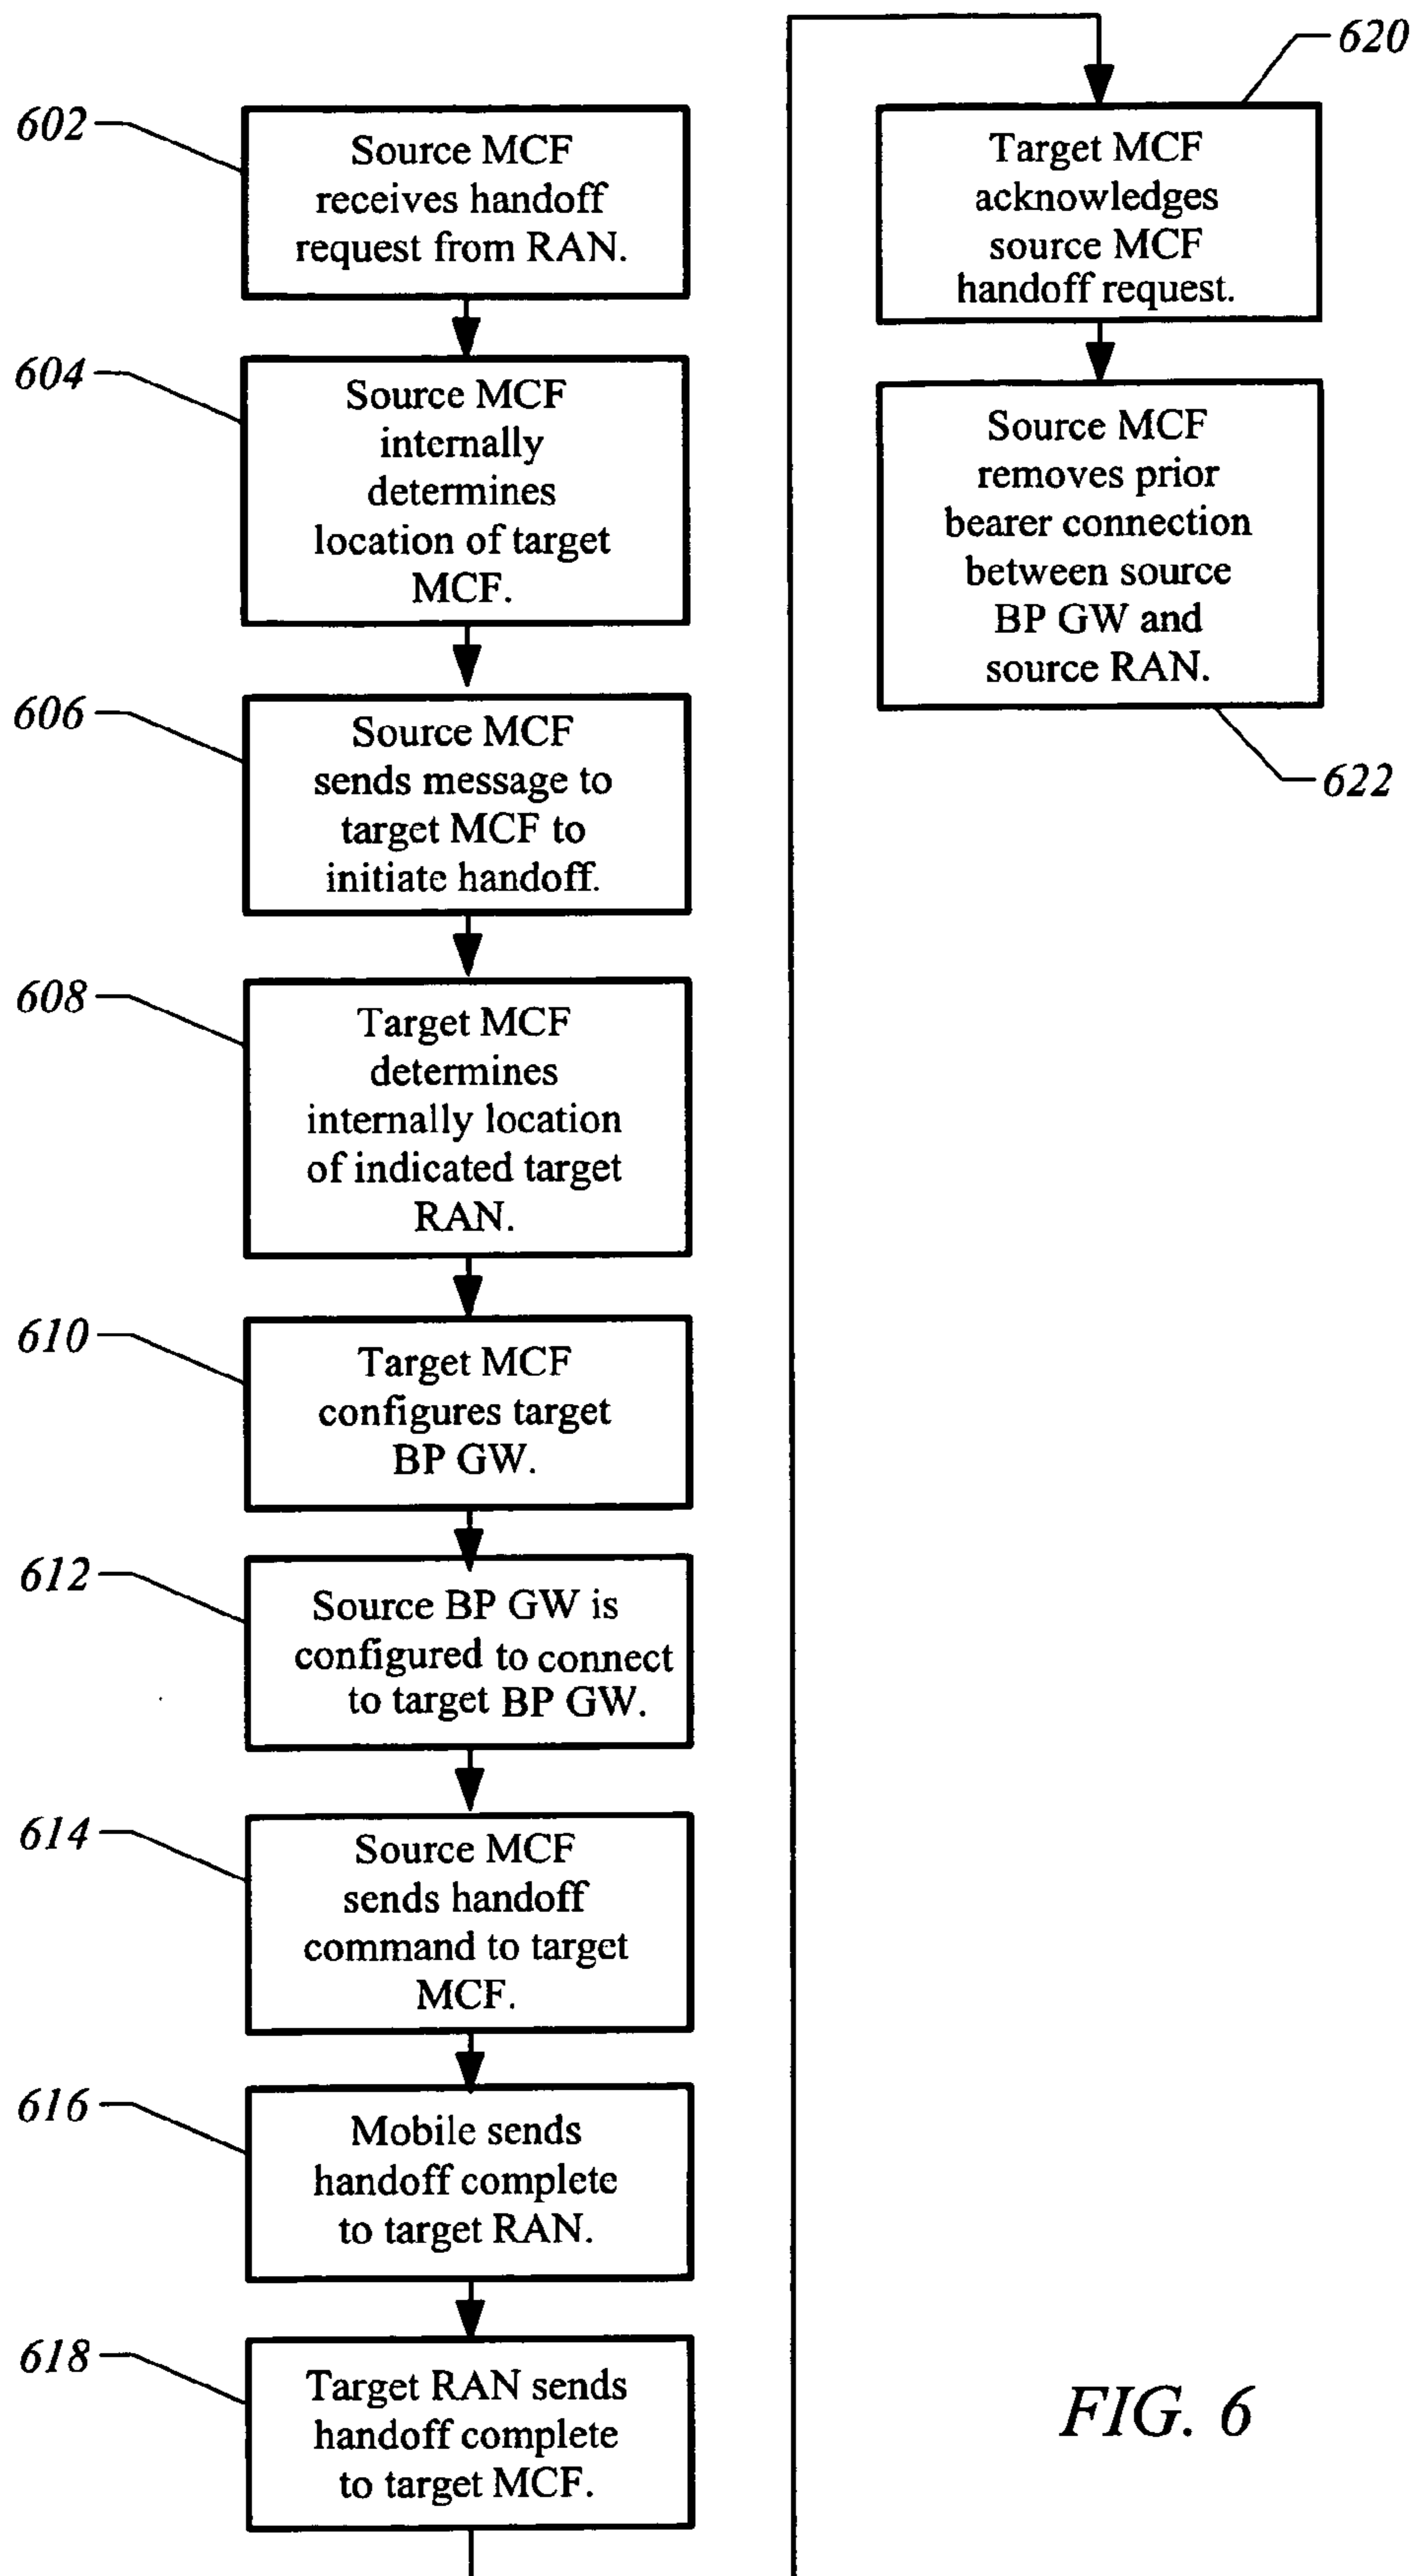 602
Source MCF
receives handoff
request from RAN.
604
Source MCF
internally
determines
location of target
MCF.
606
Source MCF
sends message to
target MCF to
initiate handoff.
608
Target MCF
determines
internally location
of indicated target
RAN.
610
Target MCF
configures target
BP GW.
612
Source BP GW is
configured to connect
to target BP GW.
614
Source MCF
sends handoff
command to target
MCF.
616
Mobile sends
handoff complete
to target RAN.
618
Target RAN sends
handoff complete
to target MCF.
620
Target MCF
acknowledges
source MCF
handoff request.
Source MCF
removes prior
bearer connection
between source
BP GW and
source RAN.
622
FIG. 6